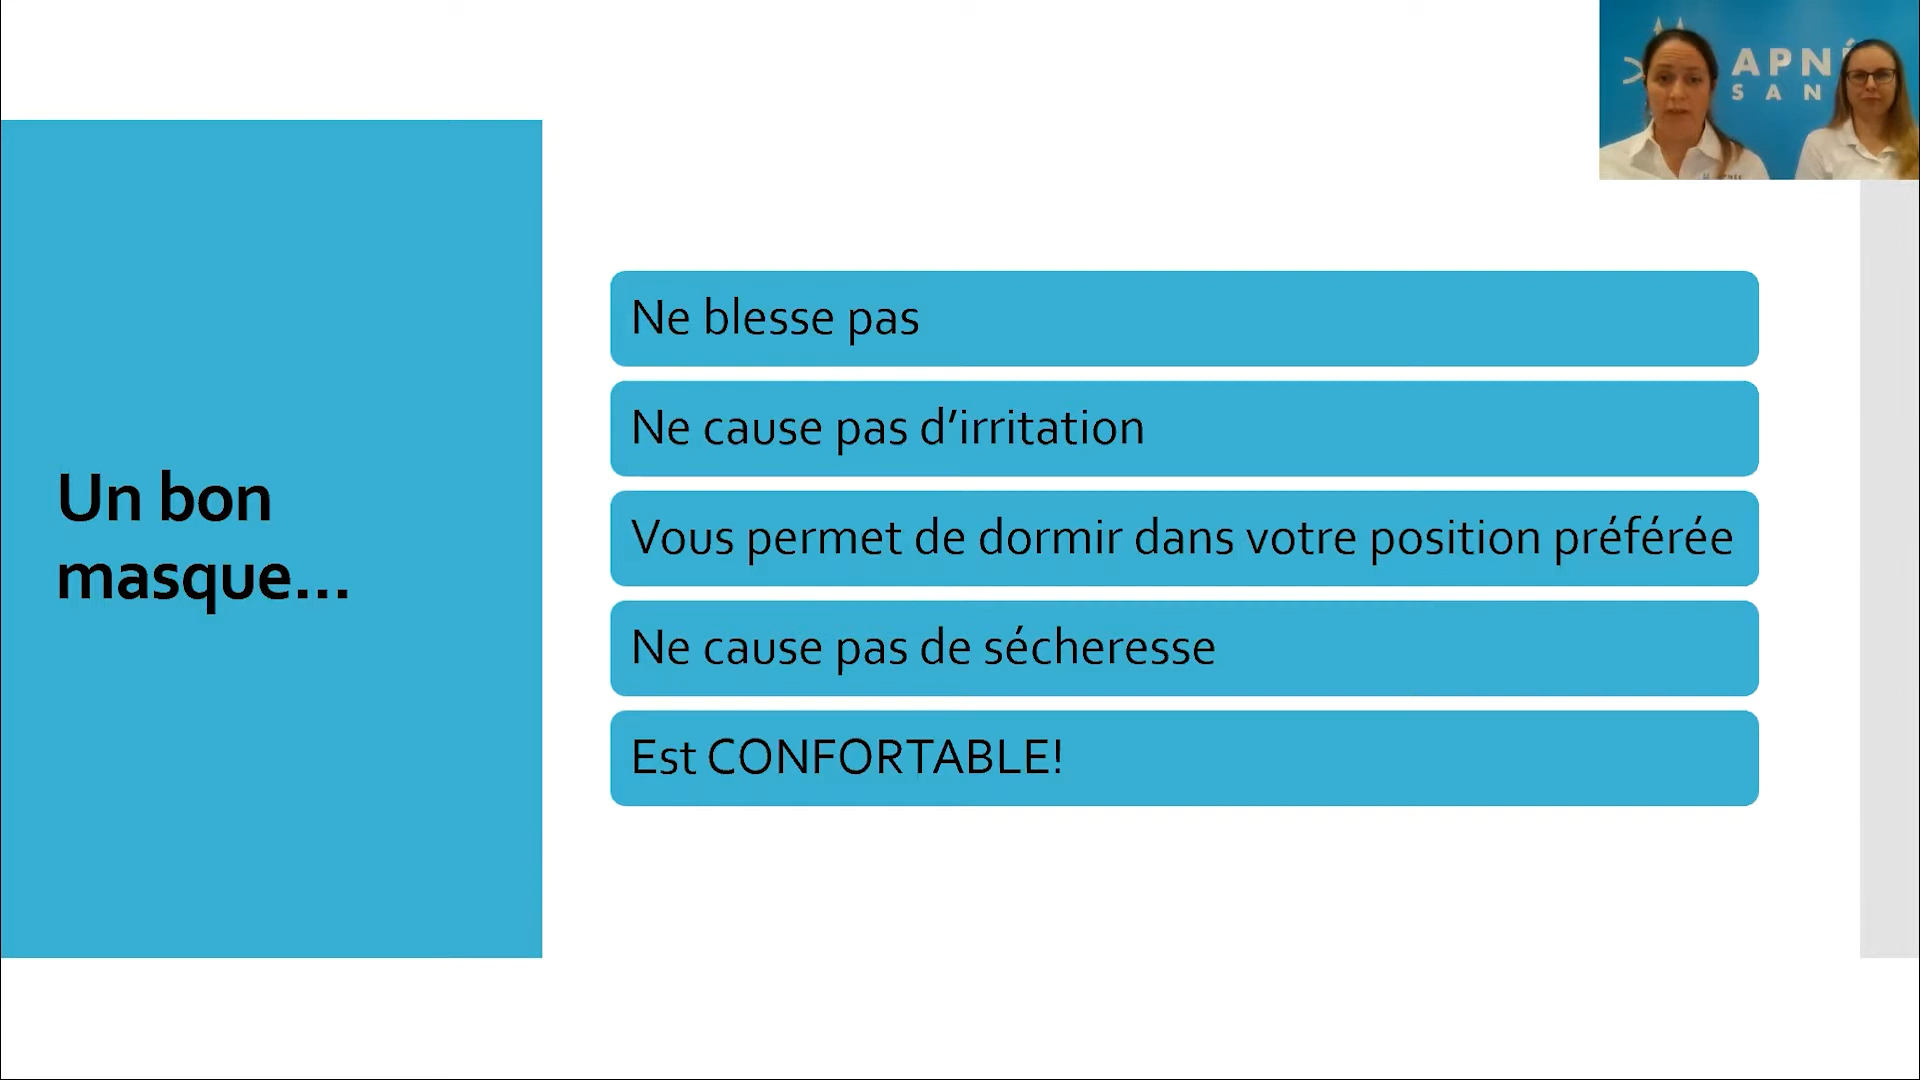 APN
SAN
Un bon
masque...
Ne blesse pas
Ne cause pas d’irritation
Vous permet de dormir dans votre position préférée
Ne cause pas de sécheresse
Est CONFORTABLE!